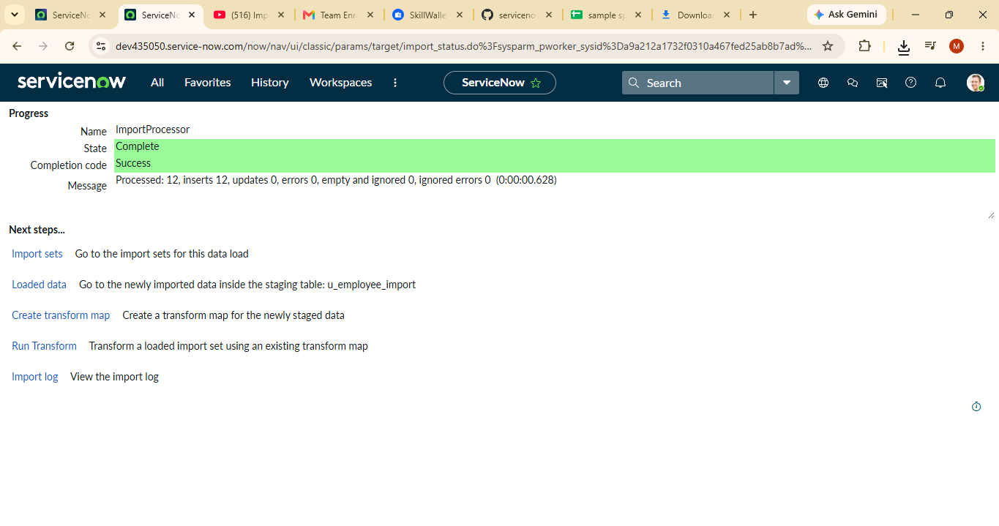 ServiceNo
ServiceNo
(516) Imp
Team Enr
SkillWalle
serviceno
sample sp
Downloa
Ask Gemini
dev435050.service-now.com/now/nav/ui/classic/params/target/import_status.do%3Fsysparm_pworker_sysid%3Da9a212a1732f0310a467fed25ab8b7ad%...
M
servicenow
All
Favorites
History
Workspaces
ServiceNow
Search
Progress
Name ImportProcessor
State Complete
Completion code Success
Message Processed: 12, inserts 12, updates 0, errors 0, empty and ignored 0, ignored errors 0 (0:00:00.628)
Next steps...
Import sets Go to the import sets for this data load
Loaded data Go to the newly imported data inside the staging table: u_employee_import
Create transform map Create a transform map for the newly staged data
Run Transform Transform a loaded import set using an existing transform map
Import log View the import log